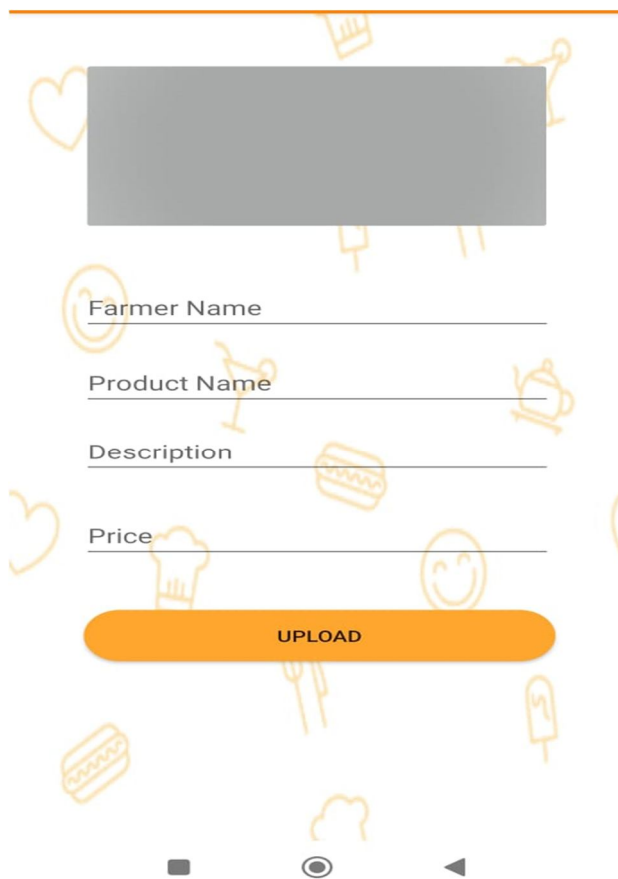 Farmer Name
Product Name
Description
Price
UPLOAD